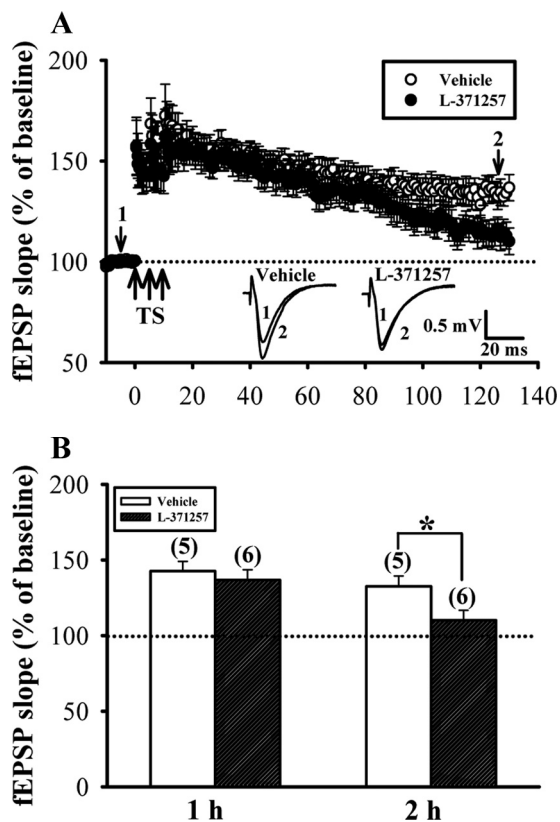 A
fEPSP slope (% of baseline)
200
150
100
50
Vehicle
L-371257
1
2
TS
Vehicle
1
2
L-371257
1
2
0.5 mV
20 ms
0 20 40 60 80 100 120 140
B
fEPSP slope (% of baseline)
200
150
100
50
0
Vehicle
L-371257
(5)
(6)
(5)
(6)
*
1 h
2 h